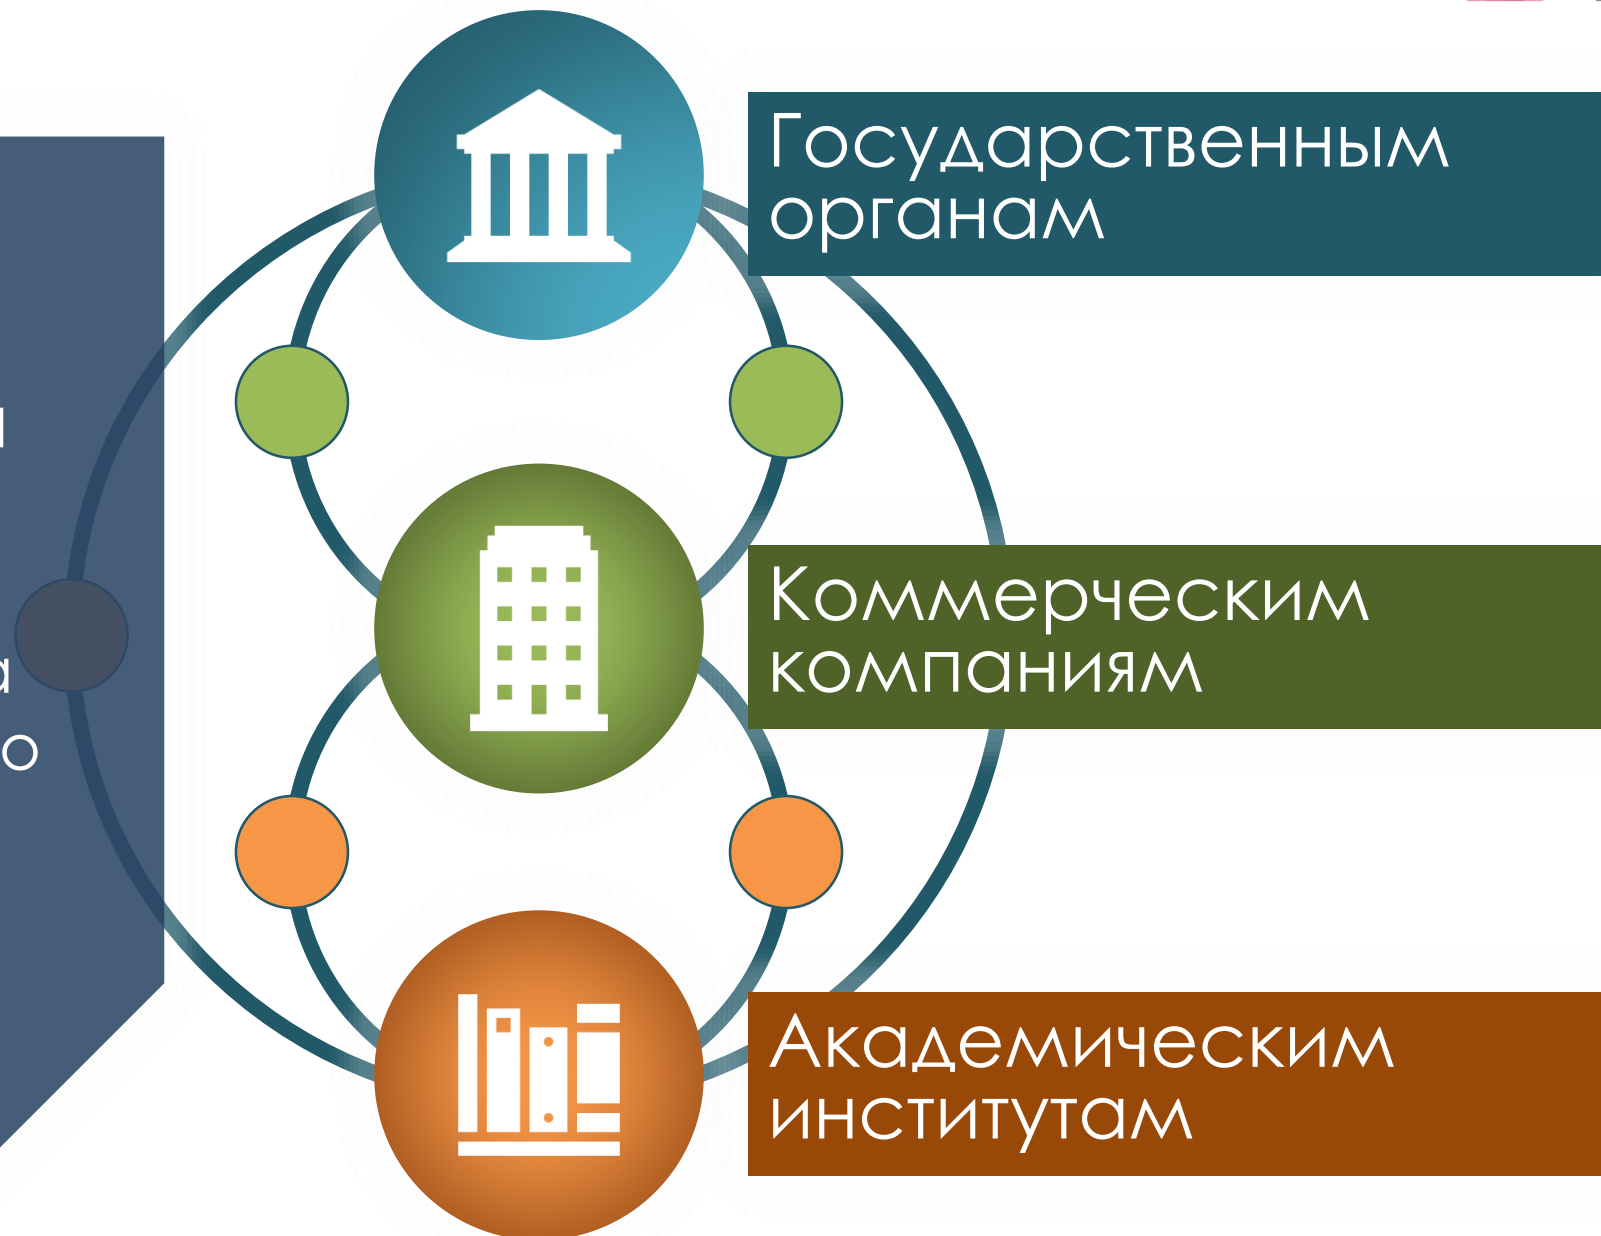 Государственным
органам
Коммерческим
компаниям
Академическим
институтам